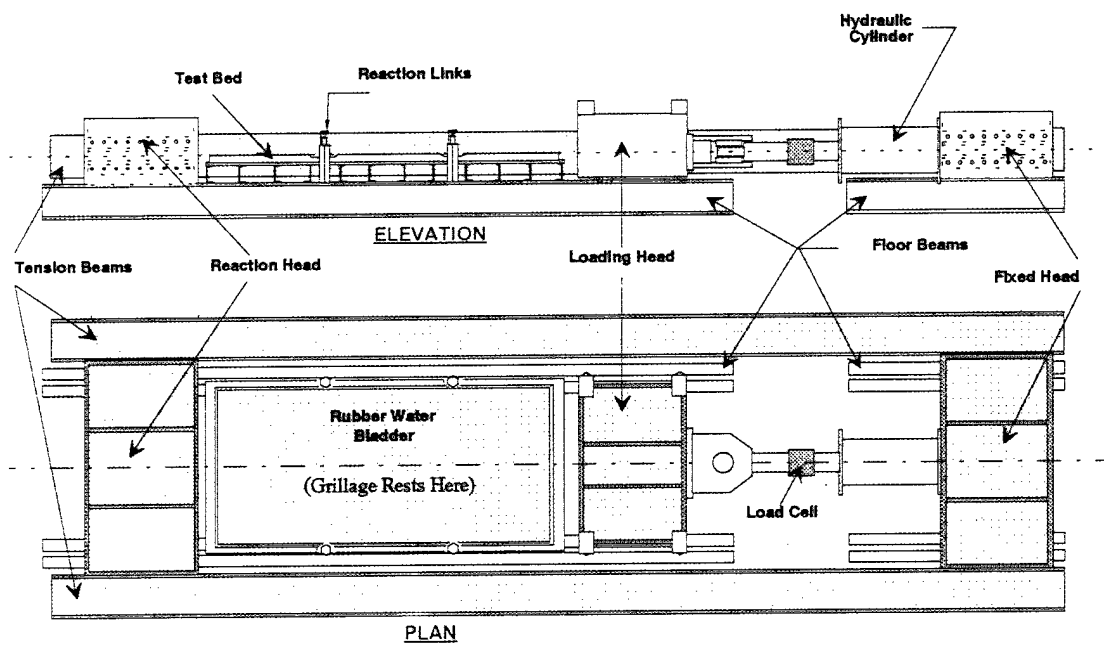 Hydraulic
Cylinder
Test Bed
Reaction Links
ELEVATION
Tension Beams
Reaction Head
Loading Head
Floor Beams
Fixed Head
Rubber Water
Bladder
(Grillage Rests Here)
Load Cell
PLAN